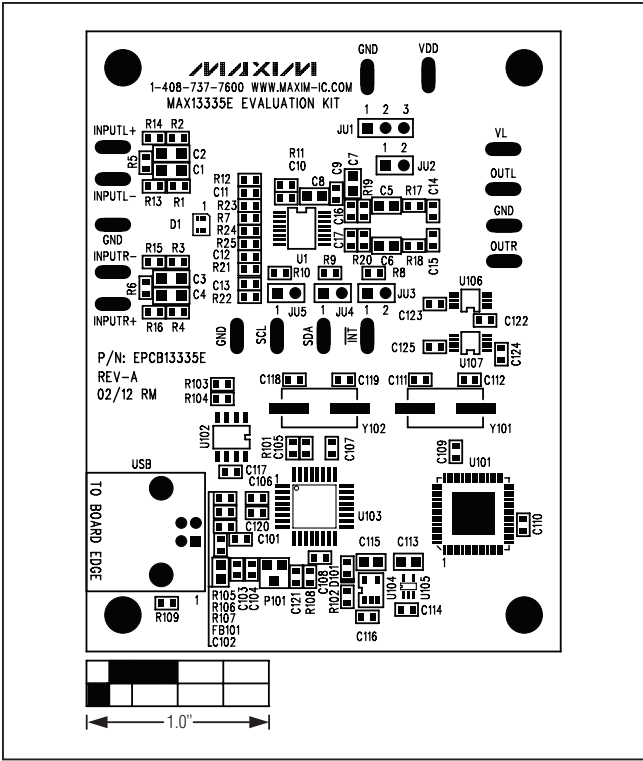 GND VDD
MAXIM
1-408-737-7600 WWW.MAXIM-IC.COM
MAX13335E EVALUATION KIT
1 2 3
JU1
R14 R2
INPUTL+
VL
R5
C2
C1
1 2
JU2
R11
C10
C9
C7
OUTL
R12
C11
C8
R19
R17
C14
INPUTL-
R13 R1
R23
C16
C5
D1
1
R7
GND
GND
R24
U1
C17
R25
C6
R18
C15
OUTR
R15 R3
C12
INPUTR-
R21
R10
R9
R20
R8
R6
C3
C4
C13
R22
U106
1
JU5
1
JU4
1 2
JU3
C123
INPUTR+
R16 R4
C122
GND
SCL
SDA
INT
U107
C125
C124
P/N: EPCB13335E
REV-A
02/12 RM
R103
R104
C118
C119
C111
C112
U102
Y102
Y101
R101
C105
C107
C109
U101
USB
C117
C106
1
TO BOARD EDGE
U103
C120
C110
C101
C115
C113
1
D101
C108
U104
U105
R105
R106
R107
FB101
C102
C103
C104
P101
C121
R108
R102
C114
C116
R109
1
1.0"